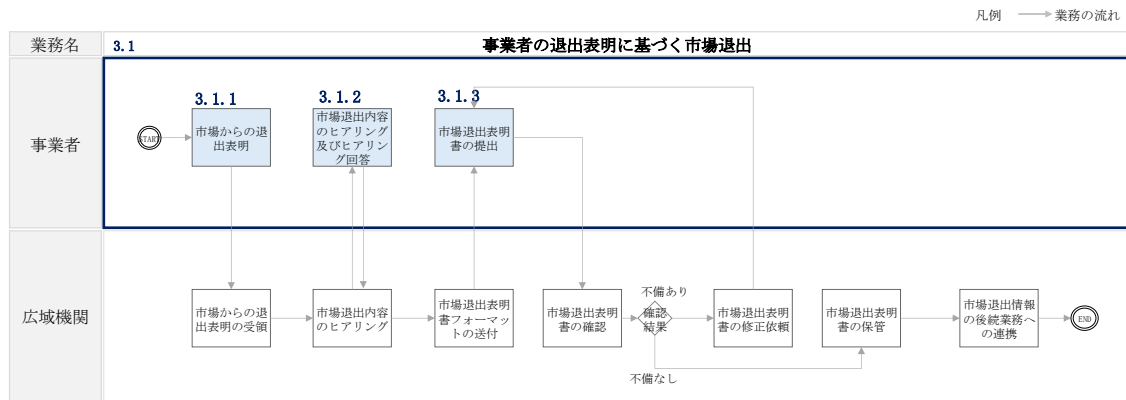 凡例 業務の流れ
業務名 3.1 事業者の退出表明に基づく市場退出
事業者
START
3.1.1
市場からの退
出表明
3.1.2
市場退出内容
のヒアリング
及びヒアリン
グ回答
3.1.3
市場退出表明
書の提出
広域機関
市場からの退
出表明の受領
市場退出内容
のヒアリング
市場退出表明
書フォーマッ
トの送付
市場退出表明
書の確認
確認
結果
不備あり
不備なし
市場退出表明
書の修正依頼
市場退出表明
書の保管
市場退出情報
の後続業務へ
の連携
END